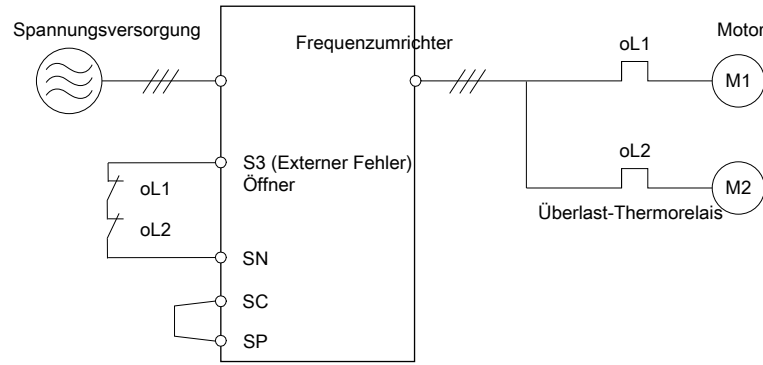 Spannungsversorgung
Frequenzumrichter
oL1
Motor
M1
S3 (Externer Fehler)
Öffner
oL1
oL2
oL2
M2
Überlast-Thermorelais
SN
SC
SP